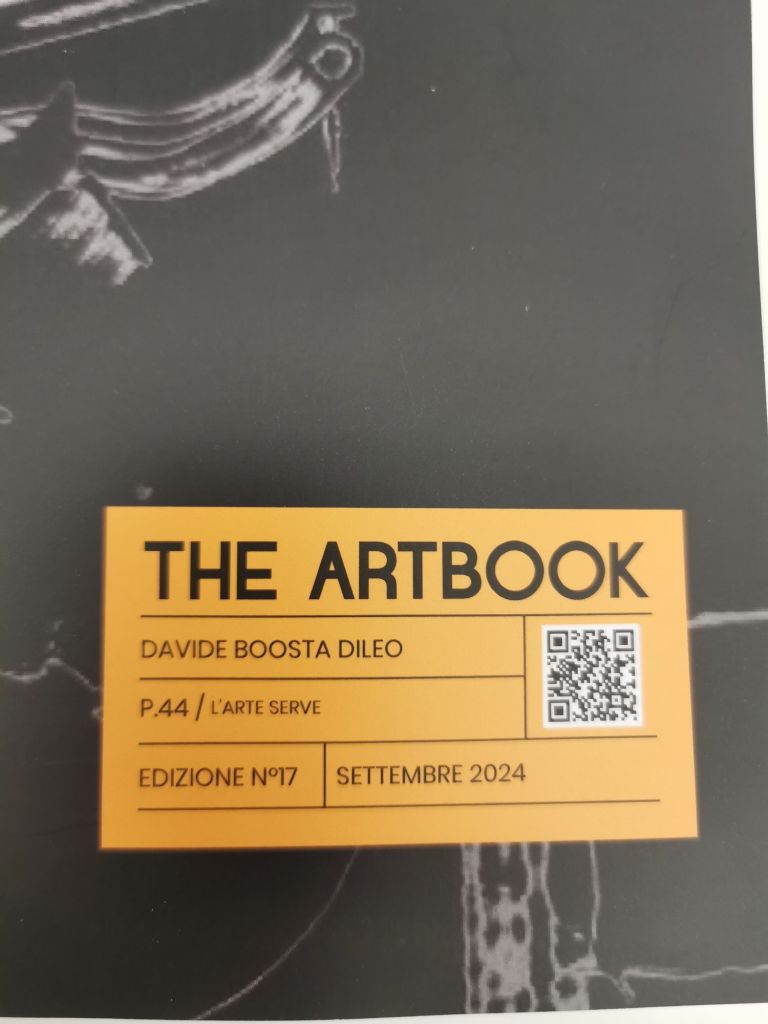 THE ARTBOOK
DAVIDE BOOSTA DILEO
P.44 / L'ARTE SERVE
EDIZIONE N°17 SETTEMBRE 2024